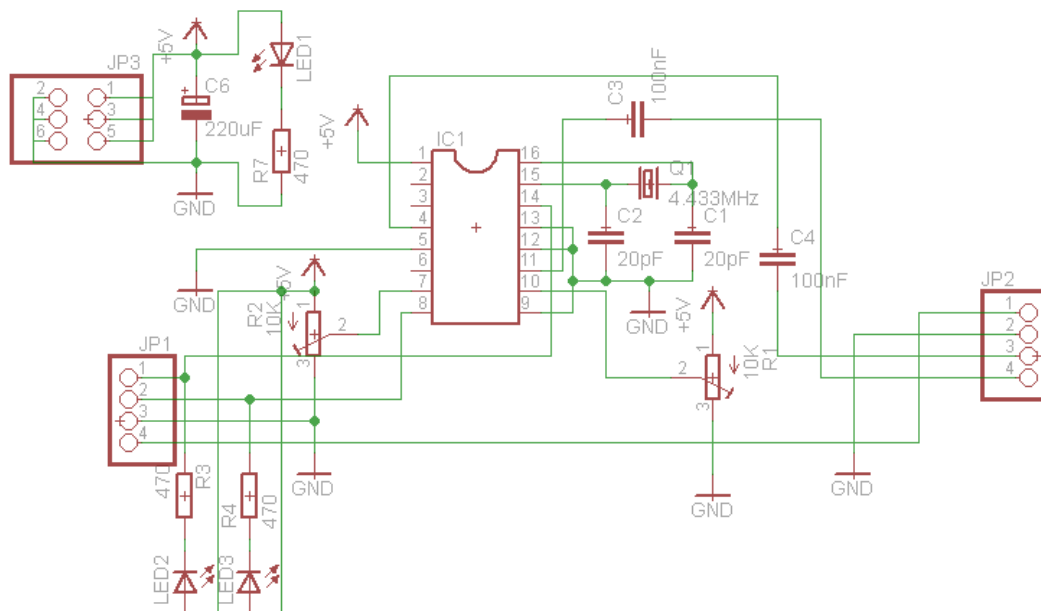 +5V
JP3
2
1
4
3
6
5
C6
220uF
GND
LED1
R7
470
+5V
IC1
1
2
3
4
5
6
7
8
16
15
14
13
12
11
10
9
C3
100nF
Q1
4.433MHz
C2
20pF
C1
20pF
GND
C4
100nF
GND
+5V
R2
10K
1
2
3
GND
+5V
R1
10K
1
2
3
GND
JP1
1
2
3
4
JP2
1
2
3
4
GND
R3
470
R4
470
LED2
LED3